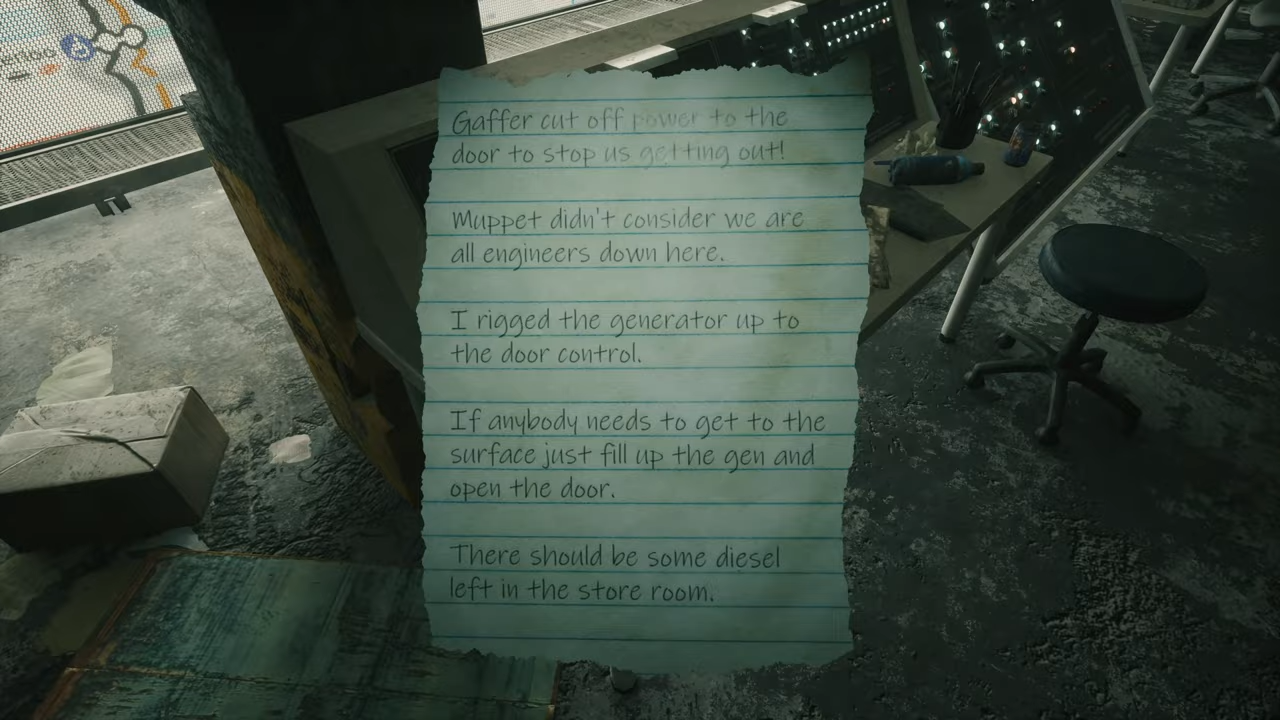 Gaffer cut off power to the
door to stop us getting out!
Muppet didn't consider we are
all engineers down here.
I rigged the generator up to
the door control.
If anybody needs to get to the
surface just fill up the gen and
open the door.
There should be some diesel
left in the store room.